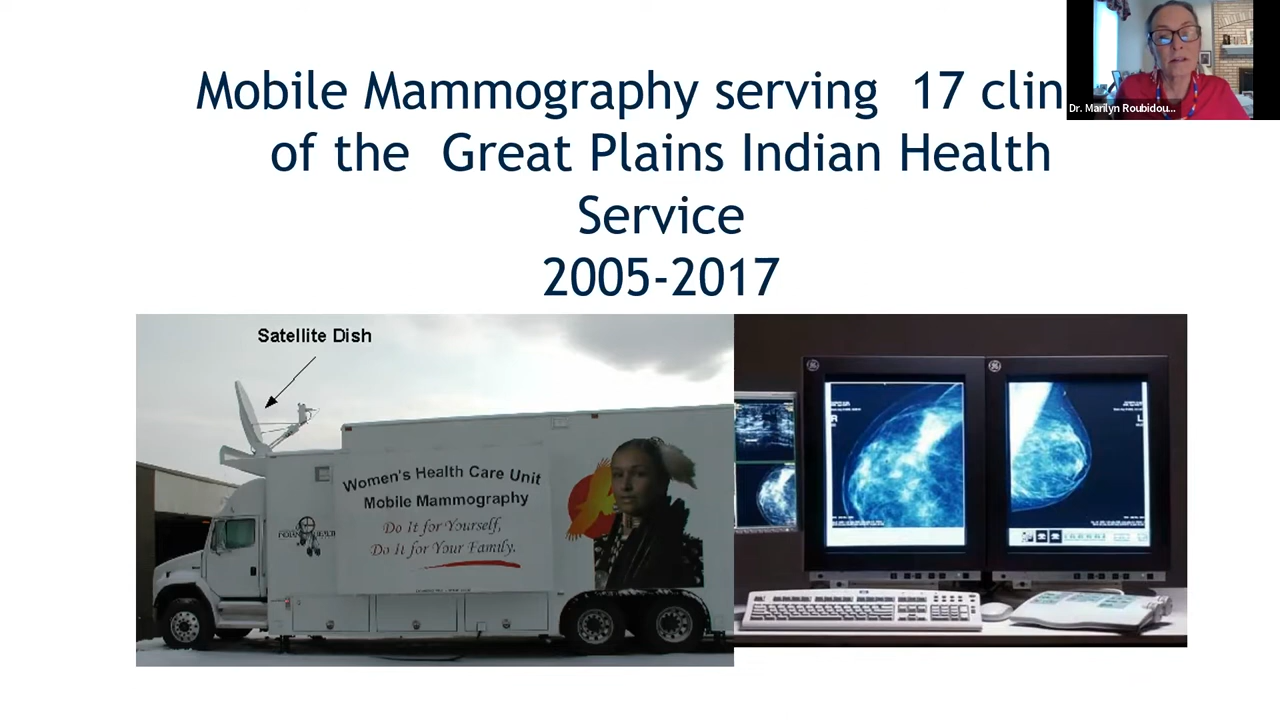 Mobile Mammography serving 17 clin
of the Great Plains Indian Health
Service
2005-2017
Dr. Marilyn Roubidou...
Satellite Dish
Women's Health Care Unit
Mobile Mammography
Do It for Yourself,
Do It for Your Family.
R
L